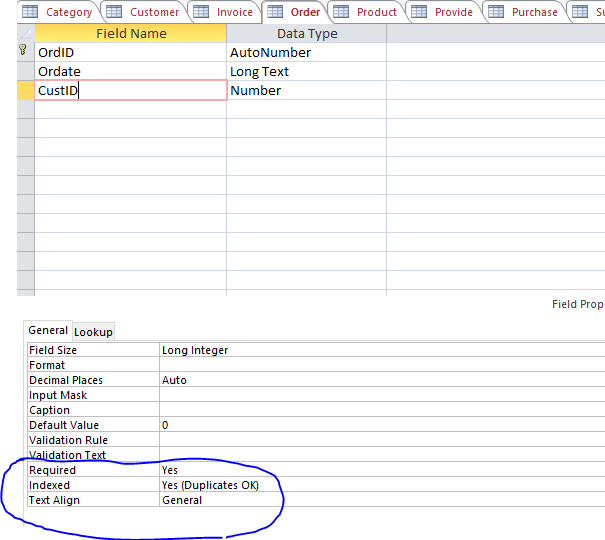 Category Customer Invoice Order Product Provide Purchase Su
Field Name Data Type
OrdID AutoNumber
Ordate Long Text
CustID Number
Field Prop
General Lookup
Field Size Long Integer
Format
Decimal Places Auto
Input Mask
Caption
Default Value 0
Validation Rule
Validation Text
Required Yes
Indexed Yes (Duplicates OK)
Text Align General